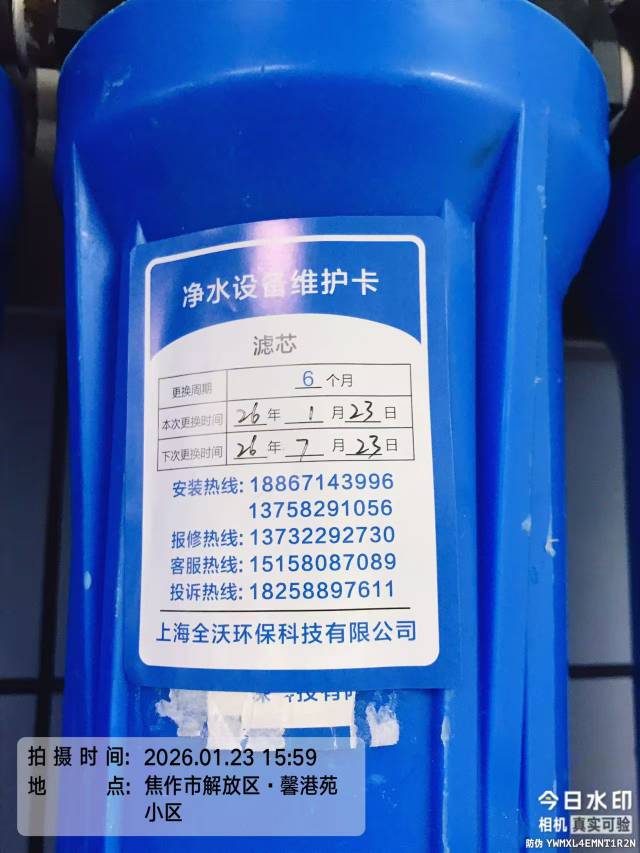 净水设备维护卡
滤芯
更换周期 6 个月
本次更换时间 26 年 1 月 23 日
下次更换时间 26 年 7 月 23 日
安装热线: 18867143996
13758291056
报修热线: 13732292730
客服热线: 15158087089
投诉热线: 18258897611
上海全沃环保科技有限公司
拍摄时间: 2026.01.23 15:59
地点: 焦作市解放区·馨港苑
小区
今日水印
相机 真实可验
防伪 YWMXL4EMNT1R2N